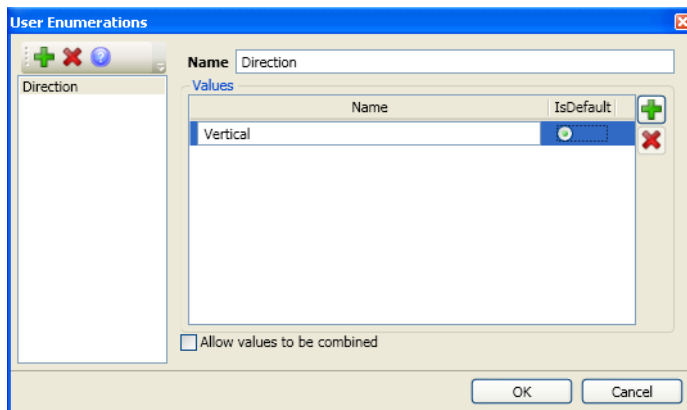 User Enumerations
Direction
Name Direction
Values
Name IsDefault
Vertical
Allow values to be combined
OK Cancel